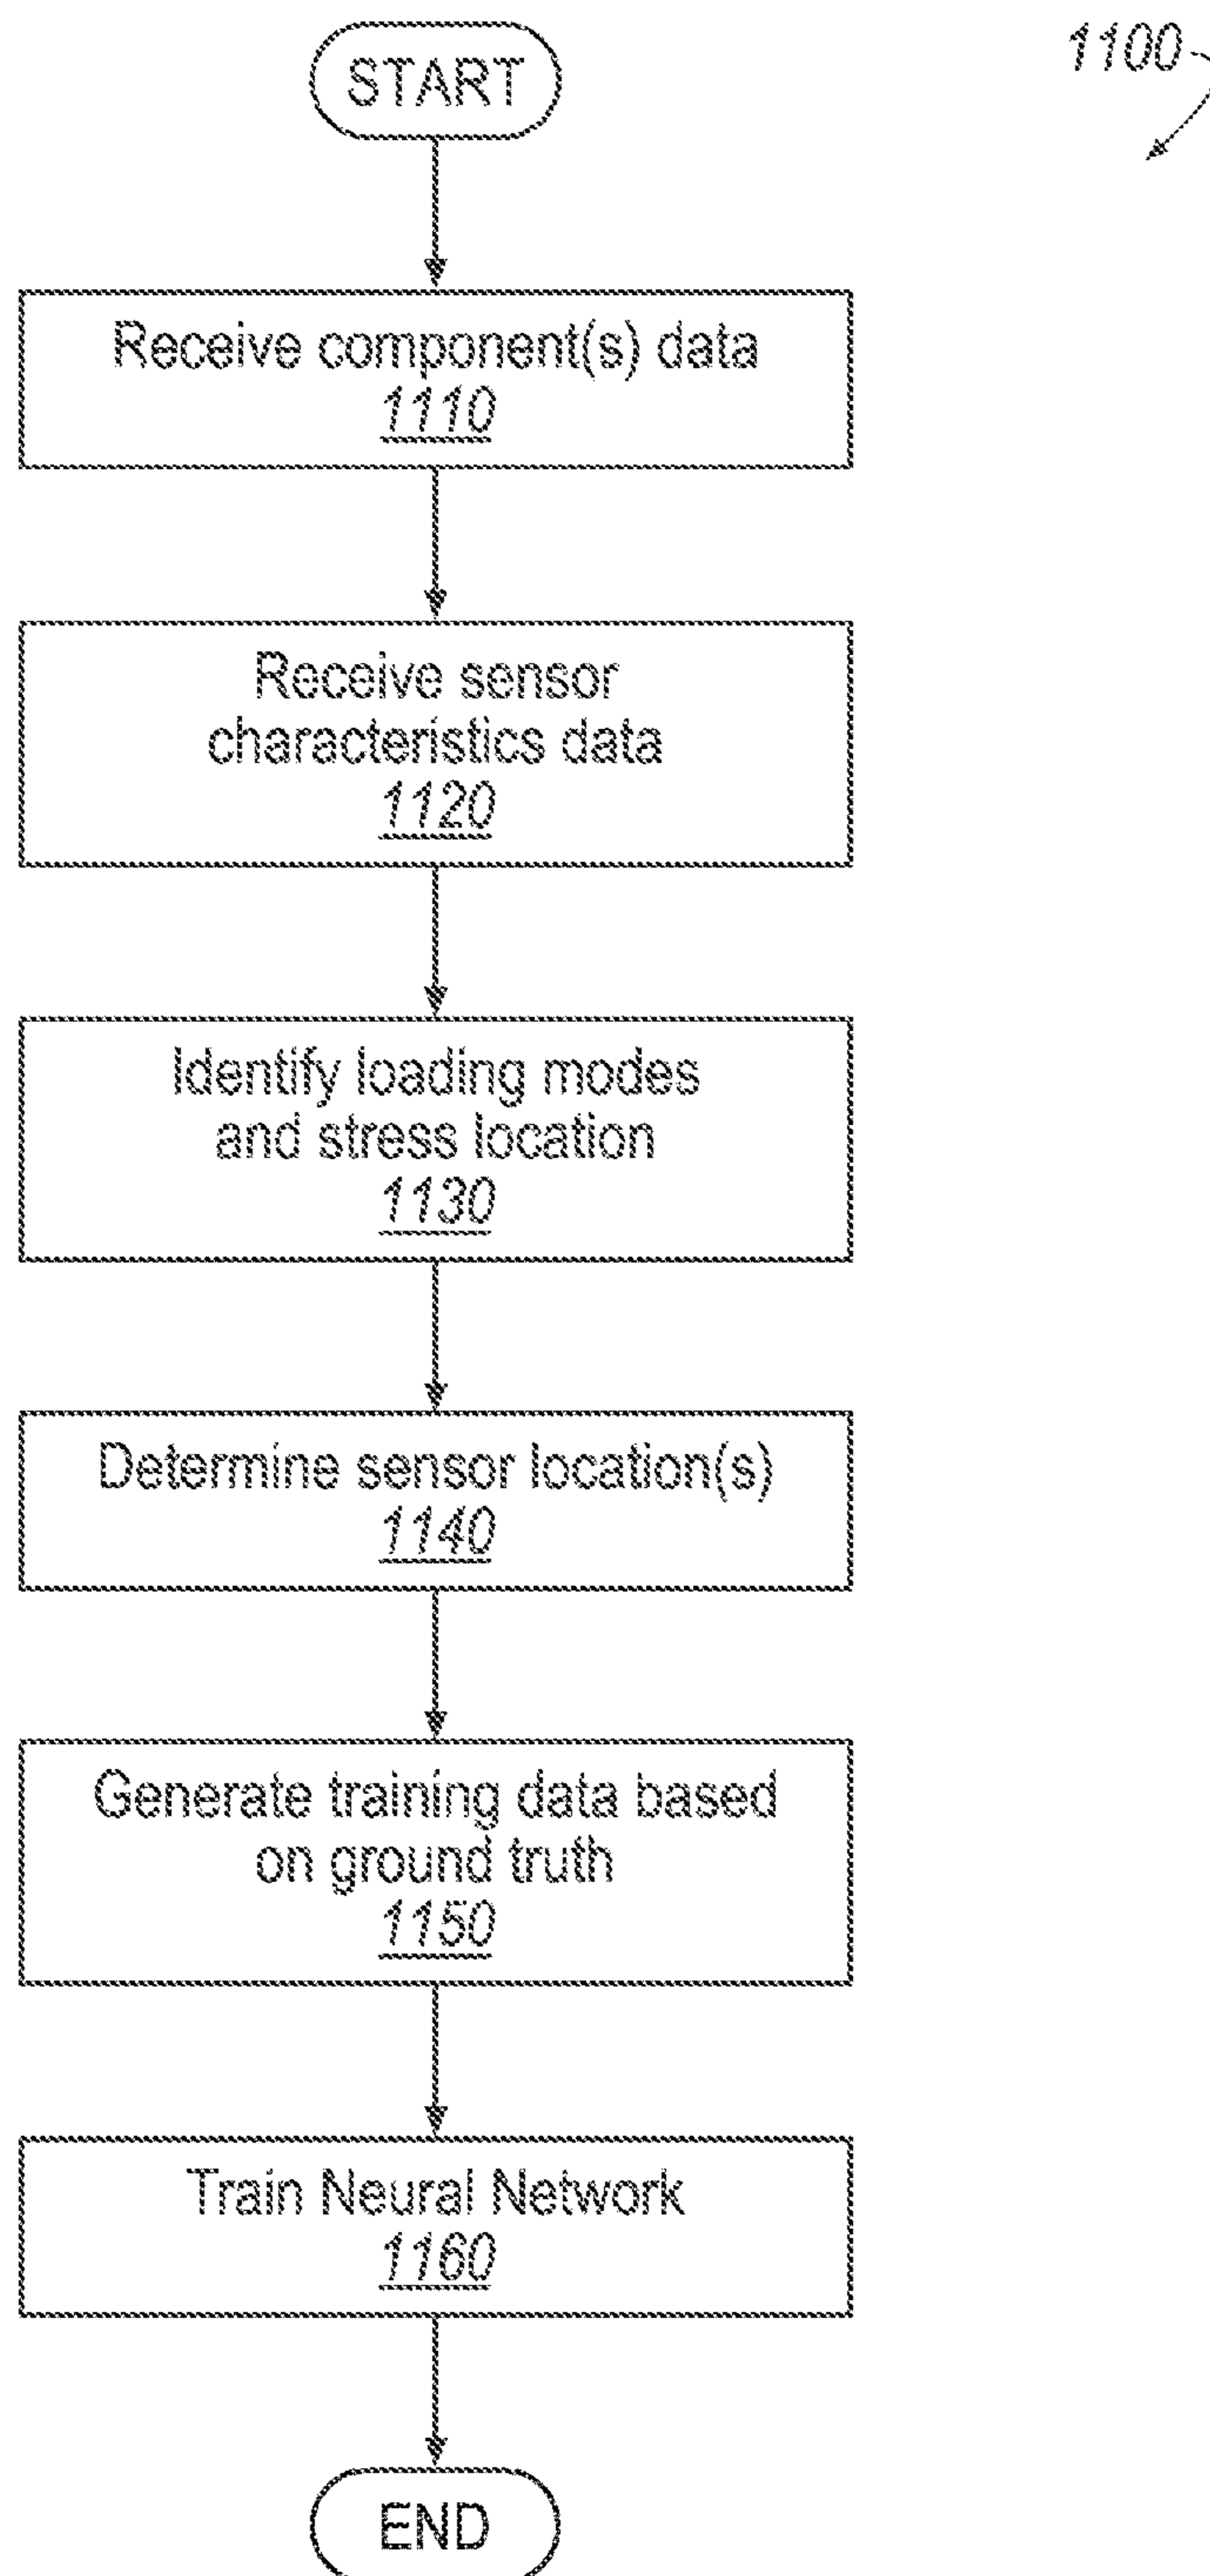 START
1100
Receive component(s) data
1110
Receive sensor
characteristics data
1120
Identify loading modes
and stress location
1130
Determine sensor location(s)
1140
Generate training data based
on ground truth
1150
Train Neural Network
1160
END